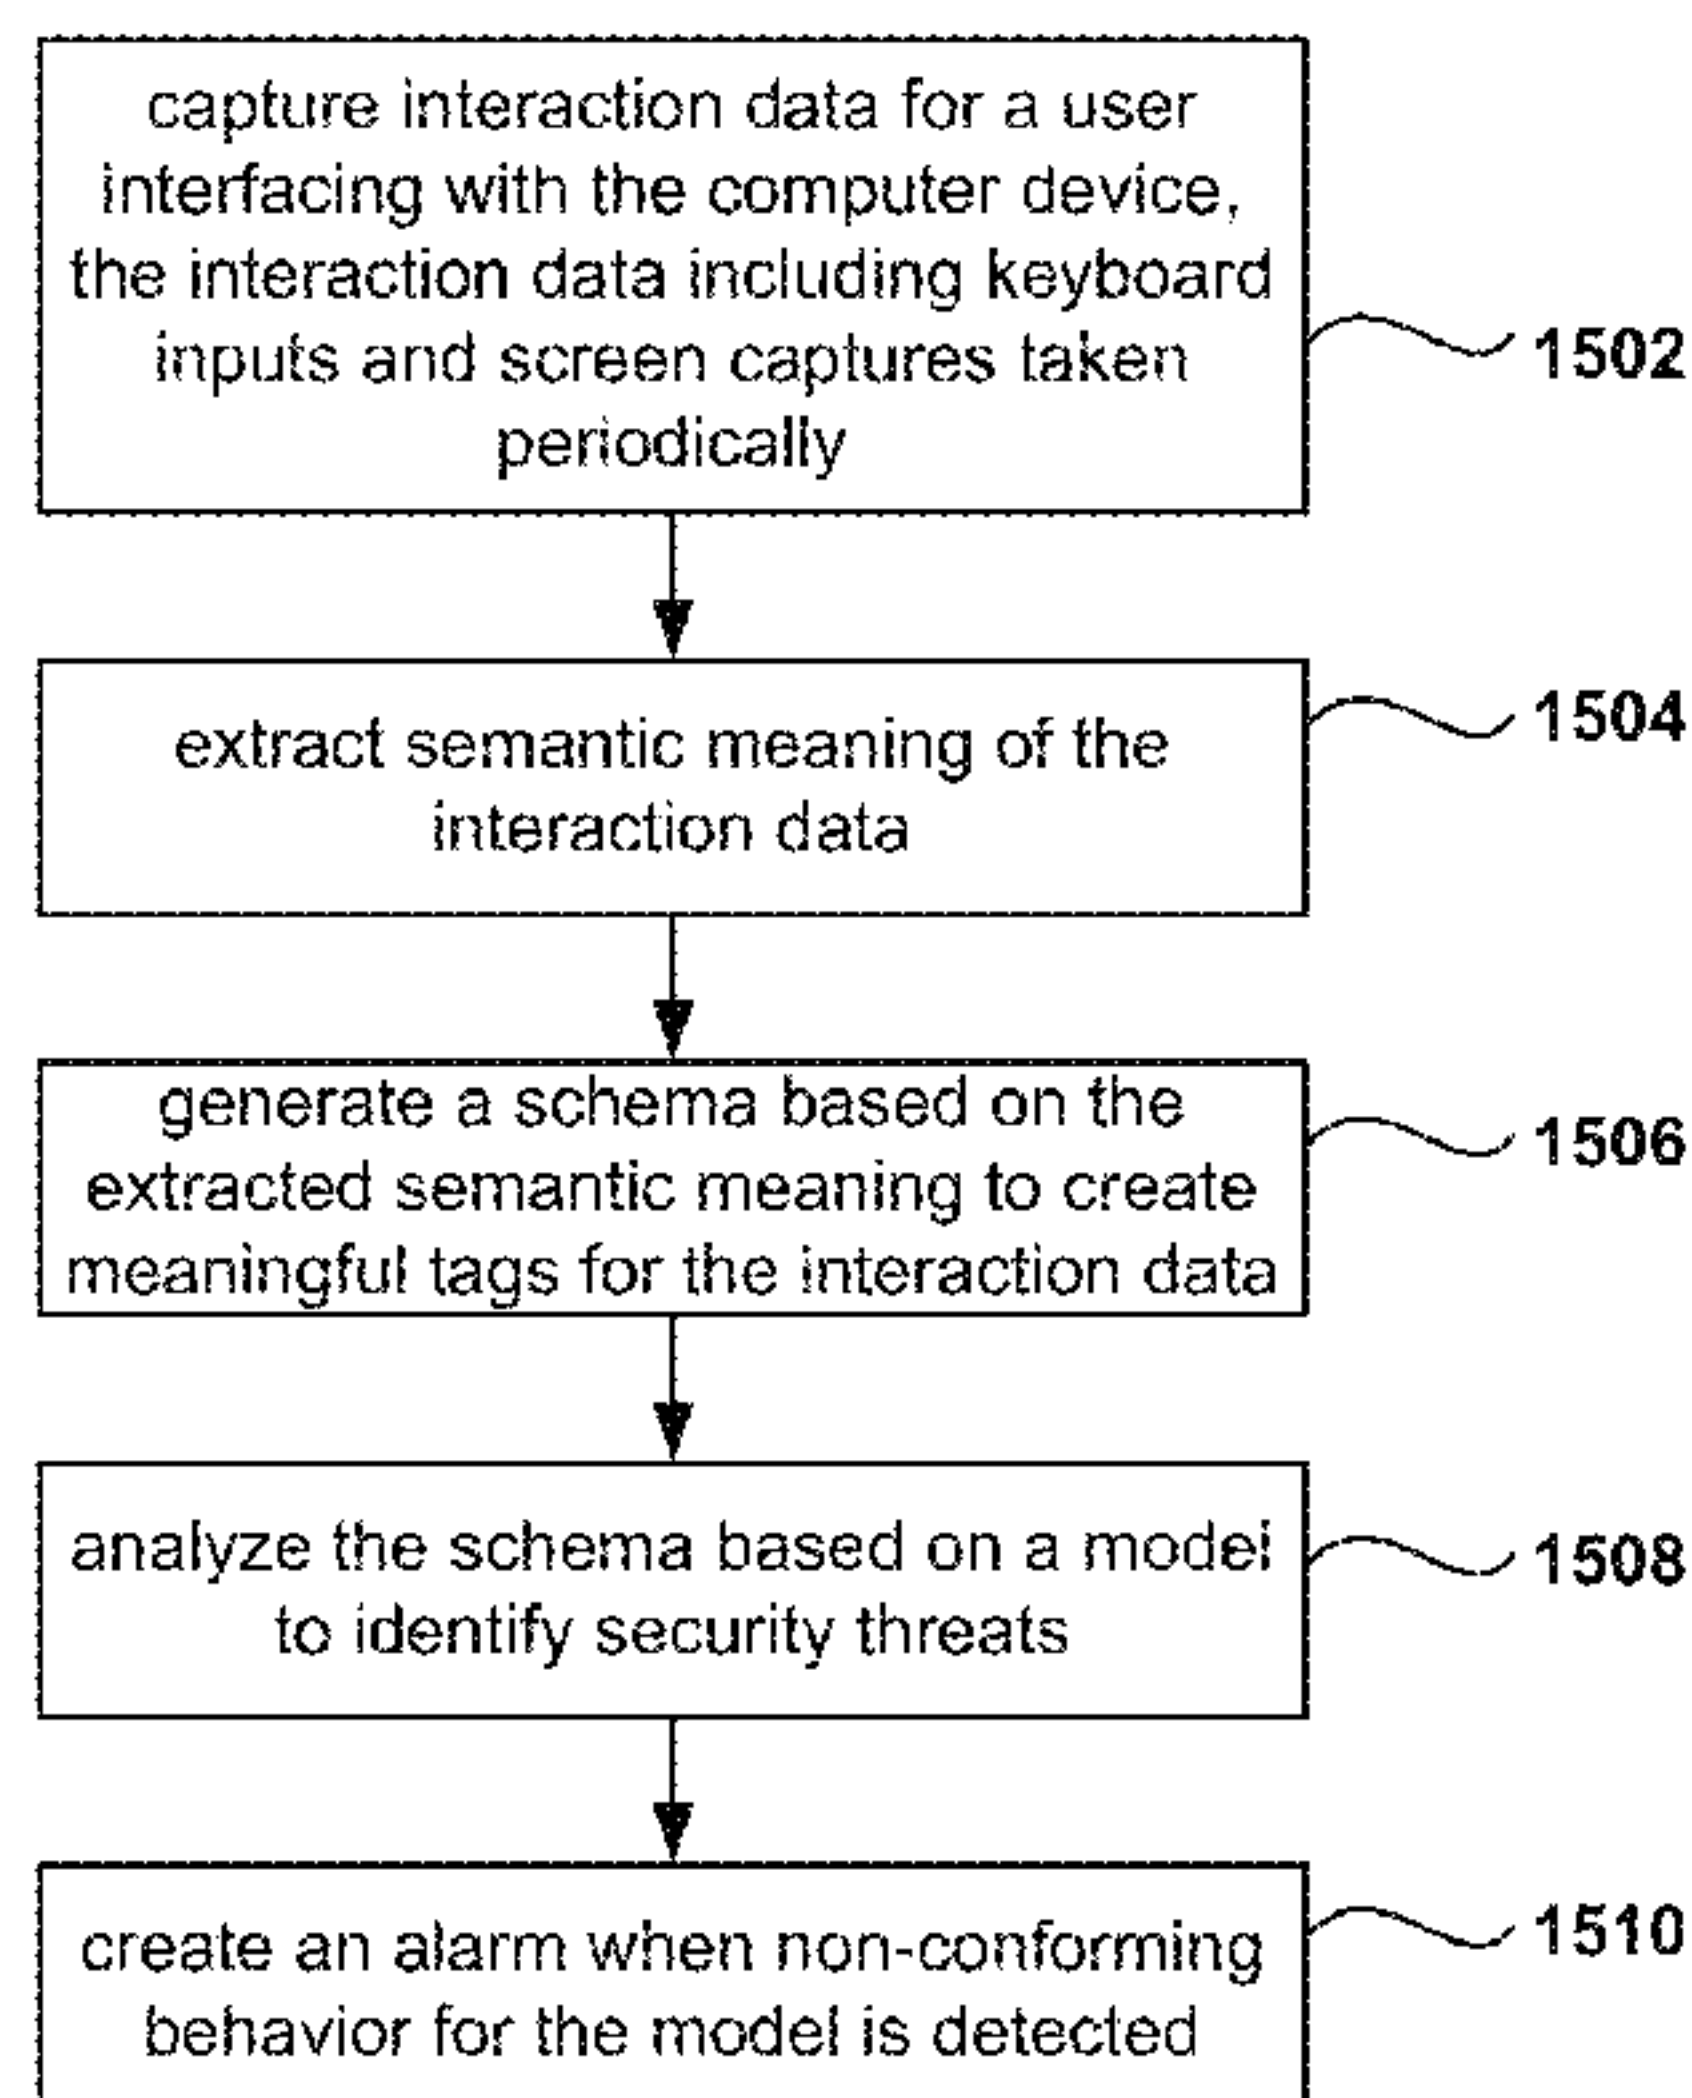 capture interaction data for a user
interfacing with the computer device,
the interaction data including keyboard
inputs and screen captures taken
periodically
1502
extract semantic meaning of the
interaction data
1504
generate a schema based on the
extracted semantic meaning to create
meaningful tags for the interaction data
1506
analyze the schema based on a model
to identify security threats
1508
create an alarm when non-conforming
behavior for the model is detected
1510